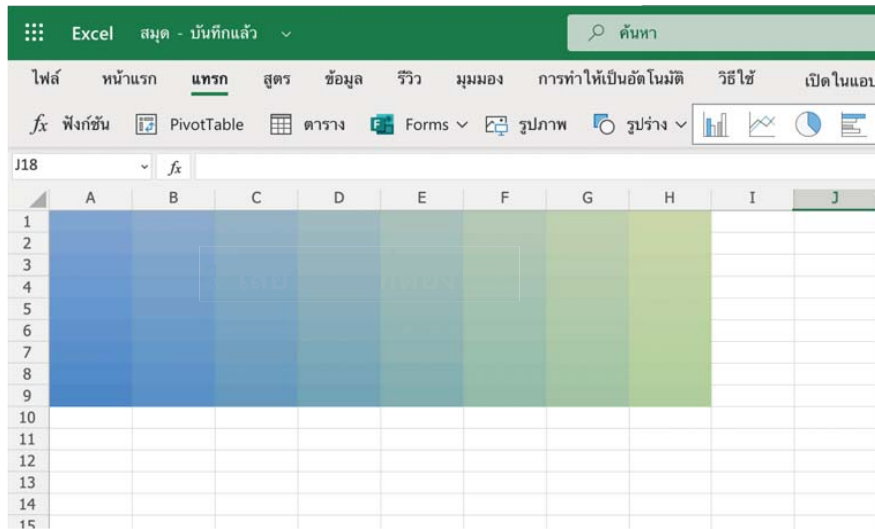 Excel สมุด - บันทึกแล้ว
ค้นหา
ไฟล์ หน้าแรก แทรก สูตร ข้อมูล รีวิว มุมมอง การทำให้เป็นอัตโนมัติ วิธีใช้ เปิดในแอป
fx ฟังก์ชัน PivotTable ตาราง Forms รูปภาพ รูปร่าง
J18 fx
A B C D E F G H I J
1
2
3
4
5
6
7
8
9
10
11
12
13
14
15